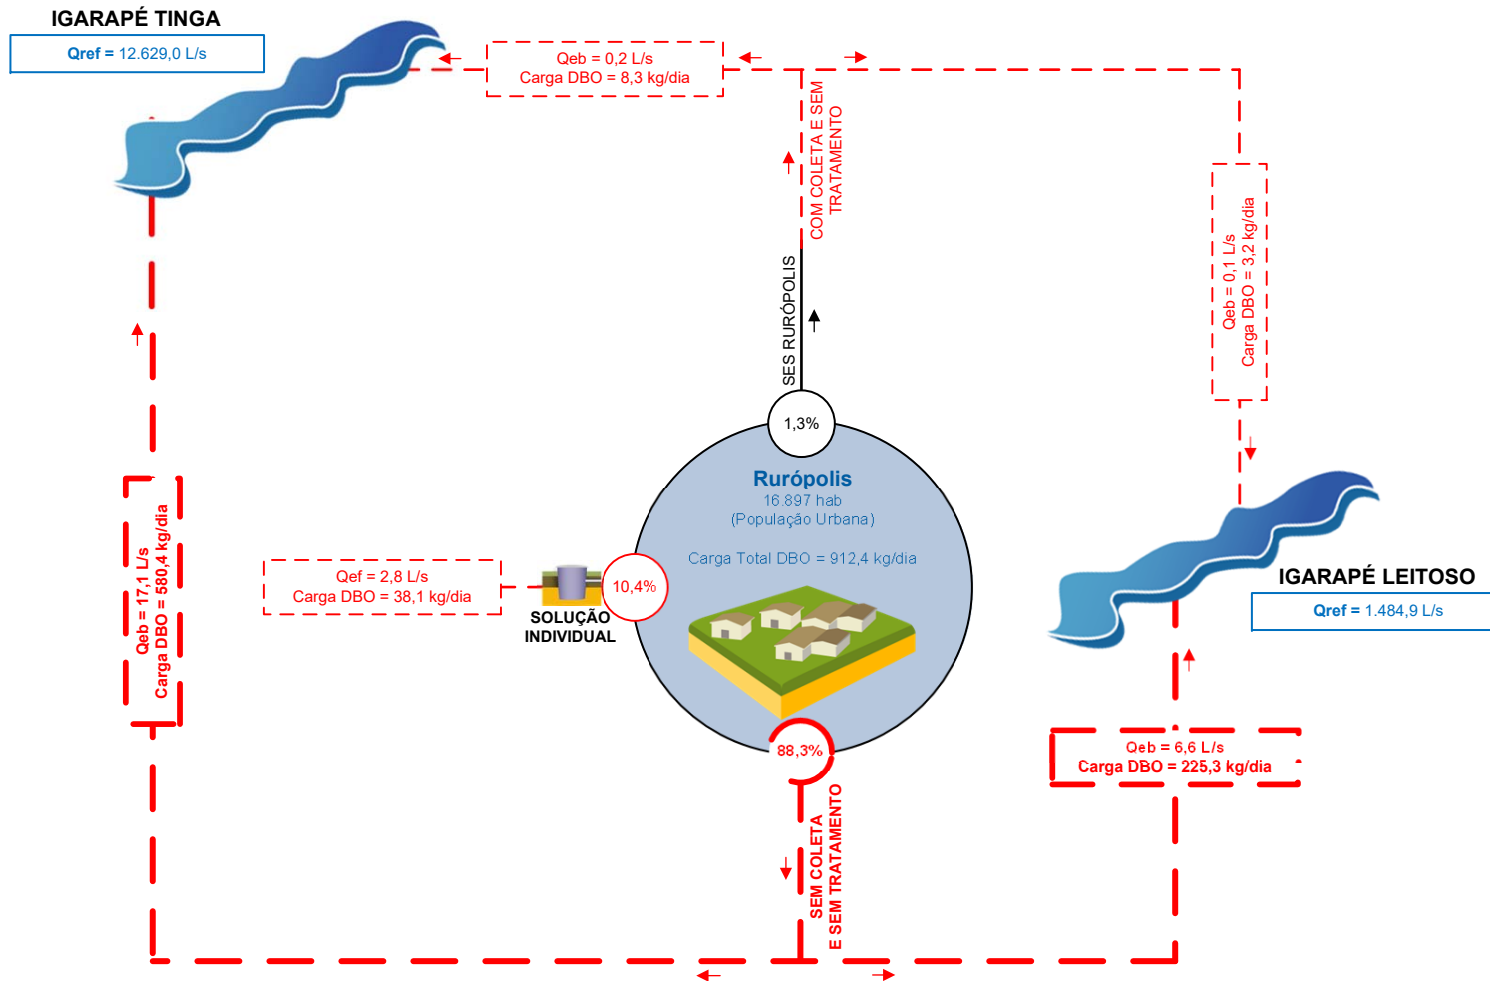 IGARAPÉ TINGA
Qref = 12.629,0 L/s
Qeb = 0,2 L/s
Carga DBO = 8,3 kg/dia
COM COLETA E SEM
TRATAMENTO
Qeb = 0,1 L/s
Carga DBO = 3,2 kg/dia
SES RURÓPOLIS
1,3%
Rurópolis
16.897 hab
(População Urbana)
Carga Total DBO = 912,4 kg/dia
Qeb = 17,1 L/s
Carga DBO = 580,4 kg/dia
Qef = 2,8 L/s
Carga DBO = 38,1 kg/dia
10,4%
SOLUÇÃO
INDIVIDUAL
IGARAPÉ LEITOSO
Qref = 1.484,9 L/s
88,3%
Qeb = 6,6 L/s
Carga DBO = 225,3 kg/dia
SEM COLETA
E SEM TRATAMENTO